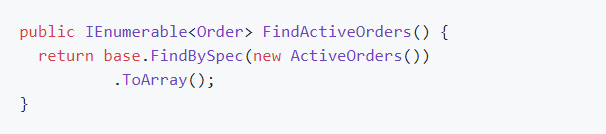 public IEnumerable<Order> FindActiveOrders() {
  return base.FindBySpec(new ActiveOrders())
          .ToArray();
}